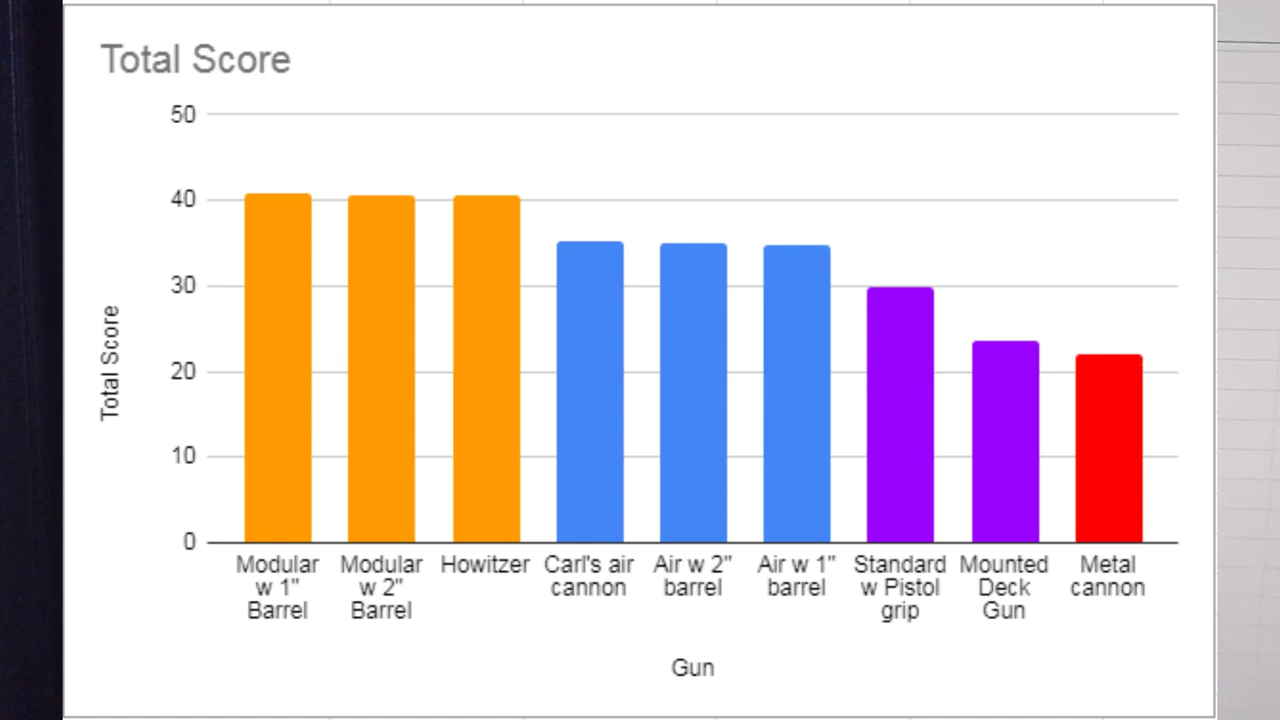 Total Score
50
40
30
20
10
0
Total Score
Modular w 1" Barrel
Modular w 2" Barrel
Howitzer
Carl's air cannon
Air w 2" barrel
Air w 1" barrel
Standard w Pistol grip
Mounted Deck Gun
Metal cannon
Gun